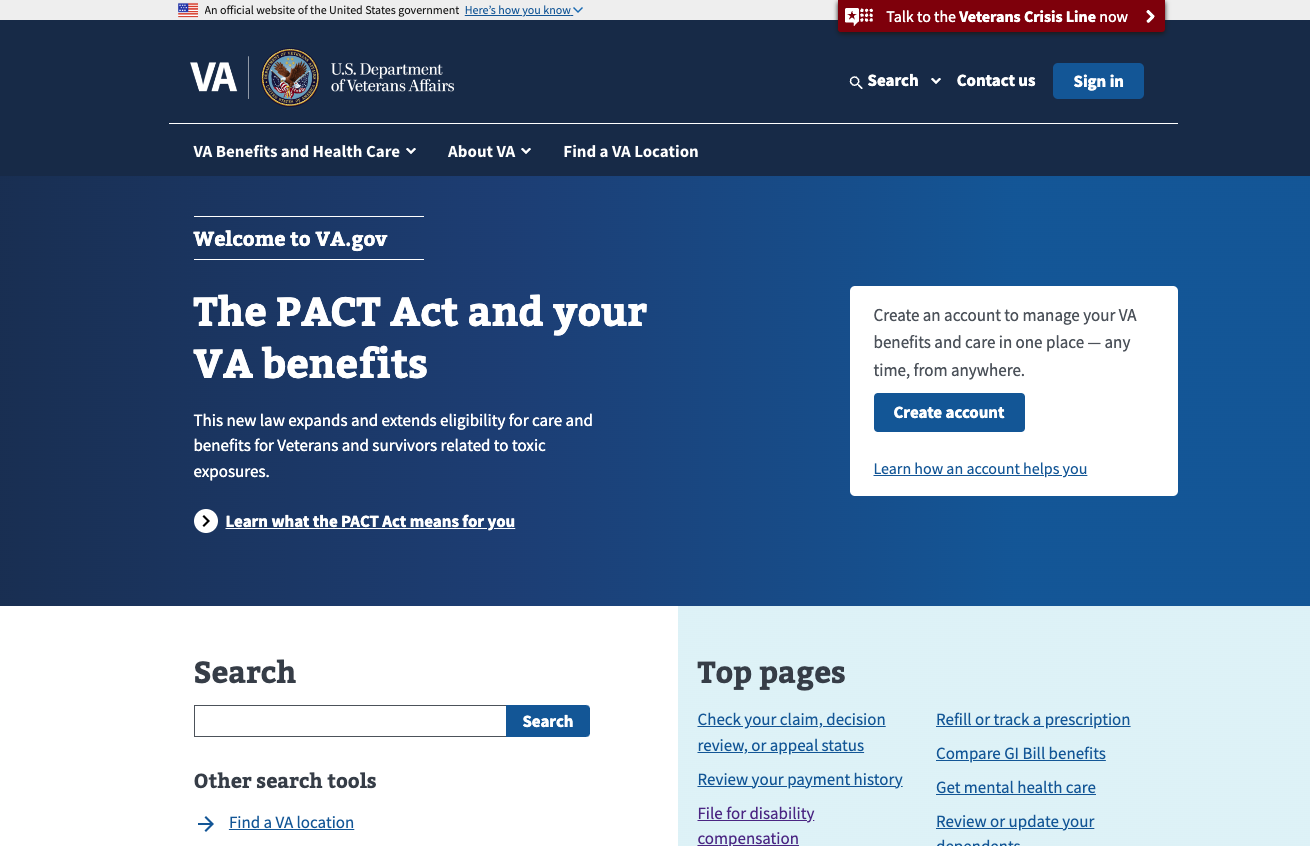 An official website of the United States government Here's how you know
Talk to the Veterans Crisis Line now
VA
U.S. Department
of Veterans Affairs
Search
Contact us
Sign in
VA Benefits and Health Care
About VA
Find a VA Location
Welcome to VA.gov
The PACT Act and your
VA benefits
This new law expands and extends eligibility for care and
benefits for Veterans and survivors related to toxic
exposures.
Learn what the PACT Act means for you
Create an account to manage your VA
benefits and care in one place — any
time, from anywhere.
Create account
Learn how an account helps you
Search
Search
Other search tools
Find a VA location
Top pages
Check your claim, decision
review, or appeal status
Review your payment history
File for disability
compensation
Refill or track a prescription
Compare GI Bill benefits
Get mental health care
Review or update your
dependents